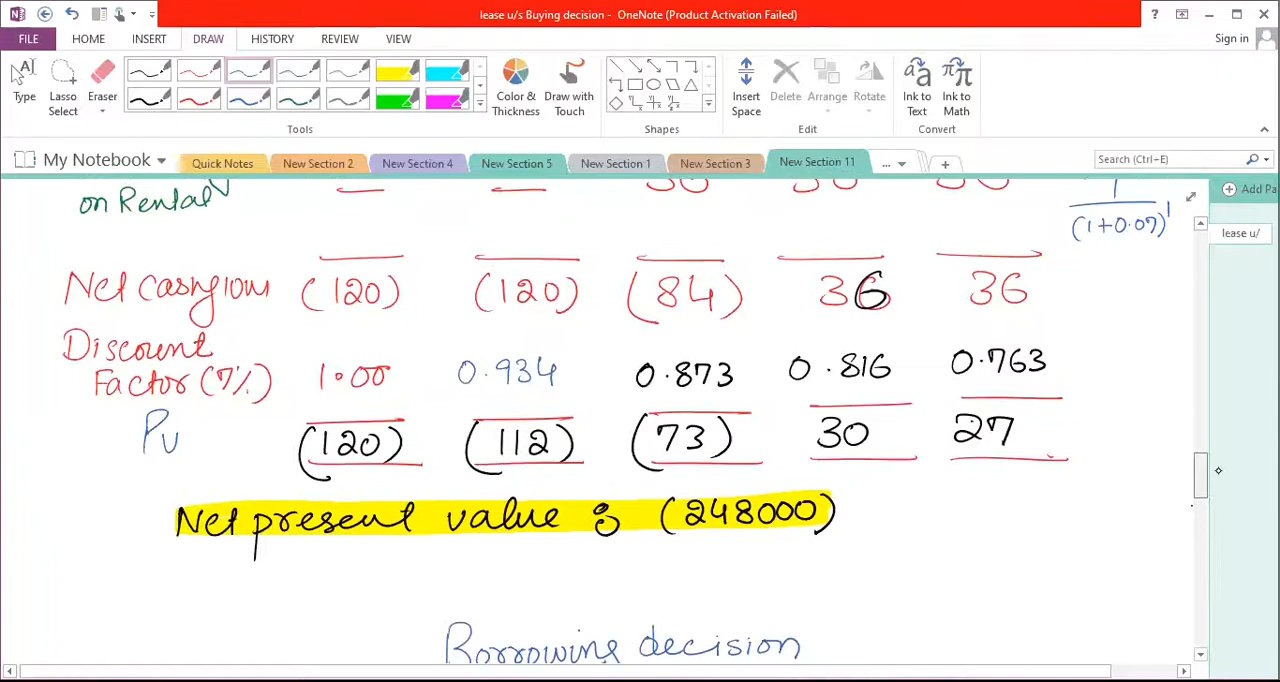 lease u/s Buying decision - OneNote (Product Activation Failed)
FILE HOME INSERT DRAW HISTORY REVIEW VIEW Sign in
Type Lasso Select Eraser Color & Thickness Draw with Touch Insert Space Delete Arrange Rotate Ink to Text Ink to Math
Tools Shapes Edit Convert
My Notebook Quick Notes New Section 2 New Section 4 New Section 5 New Section 1 New Section 3 New Section 11 ... Search (Ctrl+E)
Add Pa
lease u/
on Rental
1
(1+0.07)¹
Net (120) (120) (84) 36 36
Discount
Factor (7%) 1.00 0.934 0.873 0.816 0.763
PV (120) (112) (73) 30 27
Net present value : (248000)
Borrowing decision